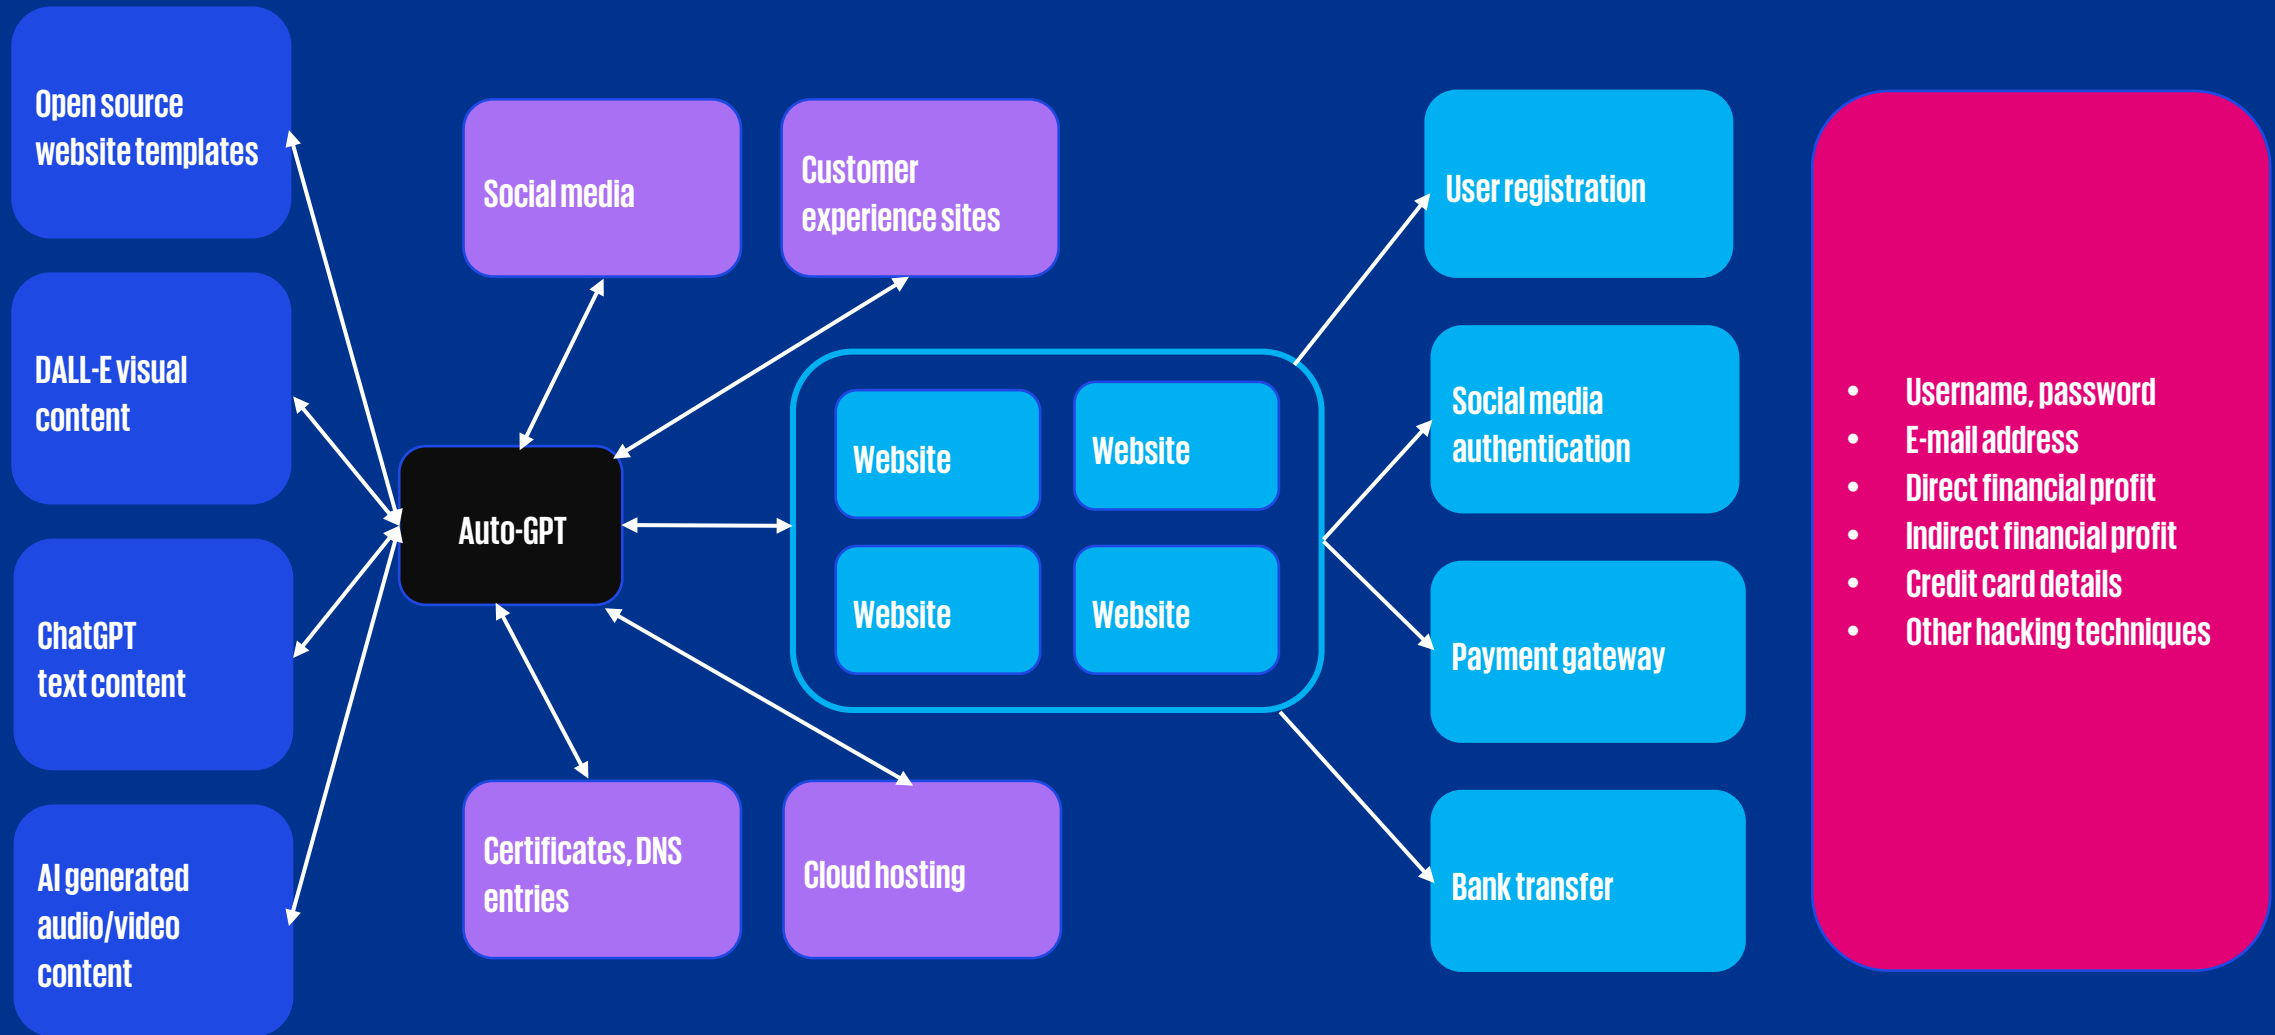 Open source
website templates
DALL-E visual
content
ChatGPT
text content
AI generated
audio/video
content
Social media
Customer
experience sites
Auto-GPT
Certificates, DNS
entries
Cloud hosting
Website
Website
Website
Website
User registration
Social media
authentication
Payment gateway
Bank transfer
• Username, password
• E-mail address
• Direct financial profit
• Indirect financial profit
• Credit card details
• Other hacking techniques